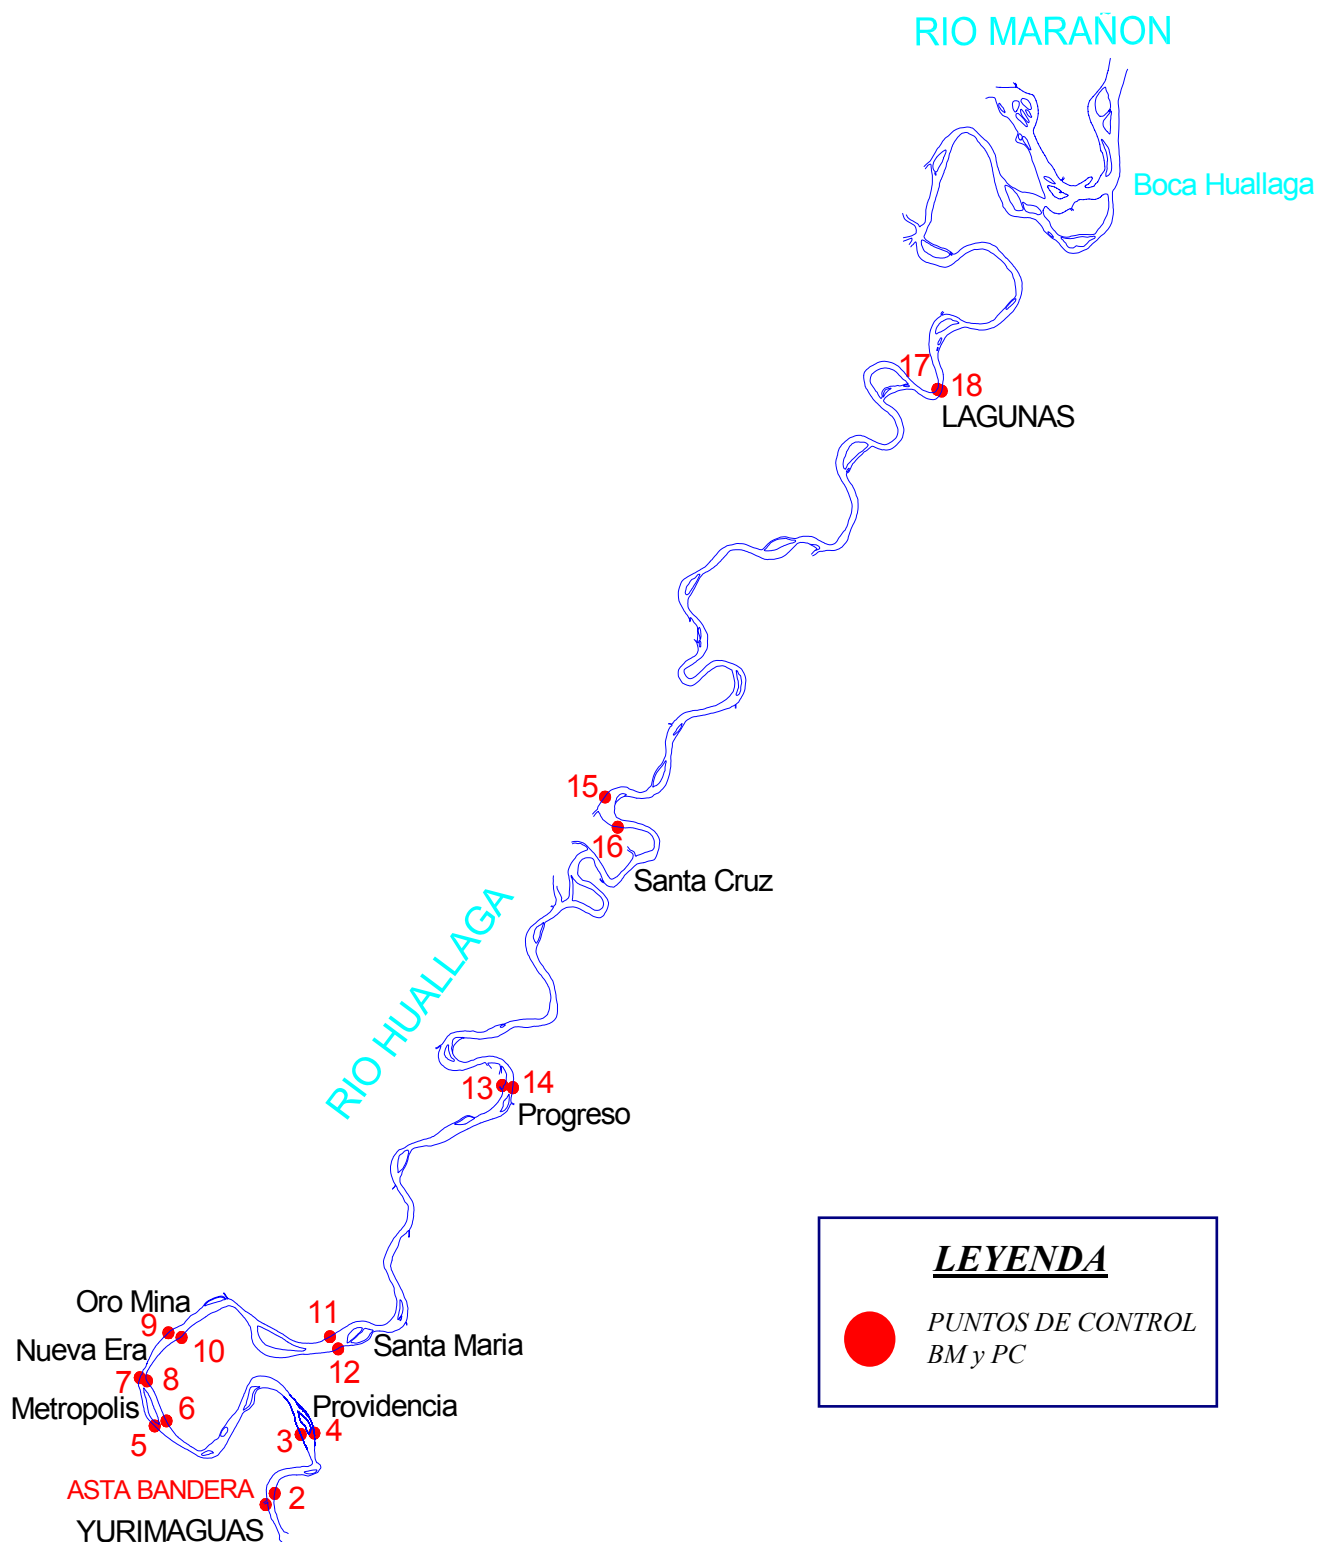 RIO MARAÑON
Boca Huallaga
17
18
LAGUNAS
15
16
Santa Cruz
RIO HUALLAGA
13
14
Progreso
LEYENDA
PUNTOS DE CONTROL
BM y PC
Oro Mina
9
10
11
12
Santa Maria
Nueva Era
7
8
Metropolis
5
6
Providencia
3
4
ASTA BANDERA
2
YURIMAGUAS